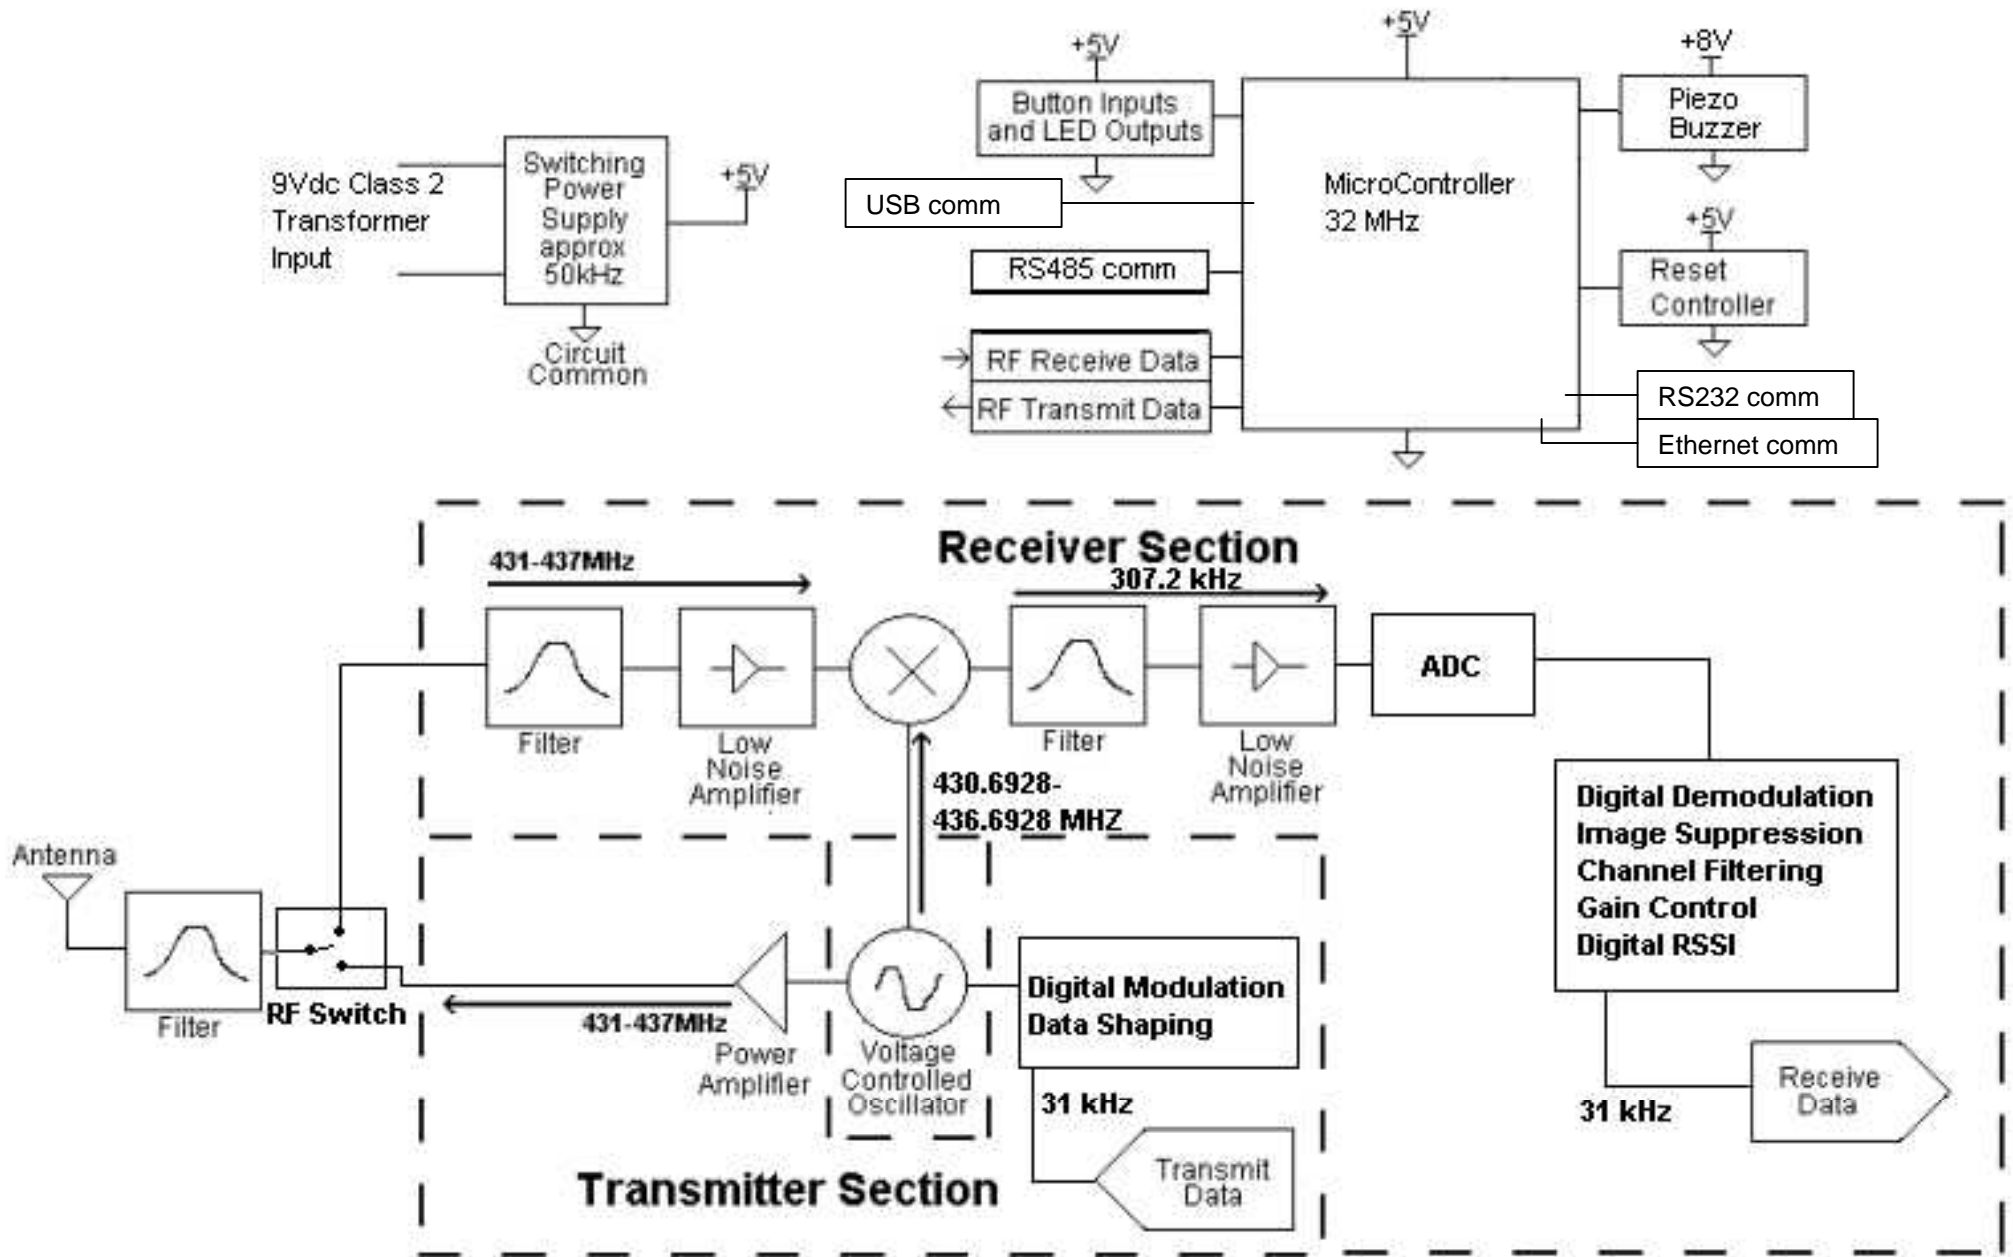 +5V
Button Inputs
and LED Outputs
+5V
+8V
Piezo
Buzzer
9Vdc Class 2
Transformer
Input
Switching
Power
Supply
approx
50kHz
+5V
Circuit
Common
USB comm
MicroController
32 MHz
+5V
Reset
Controller
RS485 comm
RF Receive Data
RF Transmit Data
RS232 comm
Ethernet comm
Receiver Section
431-437MHz
307.2 kHz
Filter
Low
Noise
Amplifier
Filter
Low
Noise
Amplifier
ADC
430.6928-
436.6928 MHZ
Digital Demodulation
Image Suppression
Channel Filtering
Gain Control
Digital RSSI
Antenna
Filter
RF Switch
431-437MHz
Power
Amplifier
Voltage
Controlled
Oscillator
Digital Modulation
Data Shaping
31 kHz
Transmit
Data
31 kHz
Receive
Data
Transmitter Section